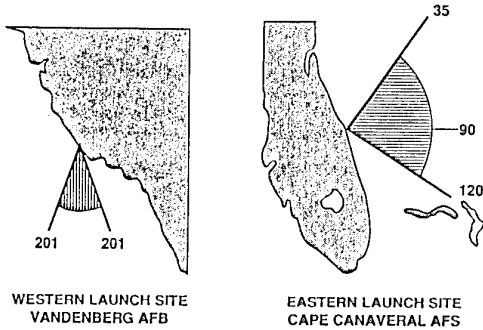 35
90
120
201 201
WESTERN LAUNCH SITE
VANDENBERG AFB
EASTERN LAUNCH SITE
CAPE CANAVERAL AFS